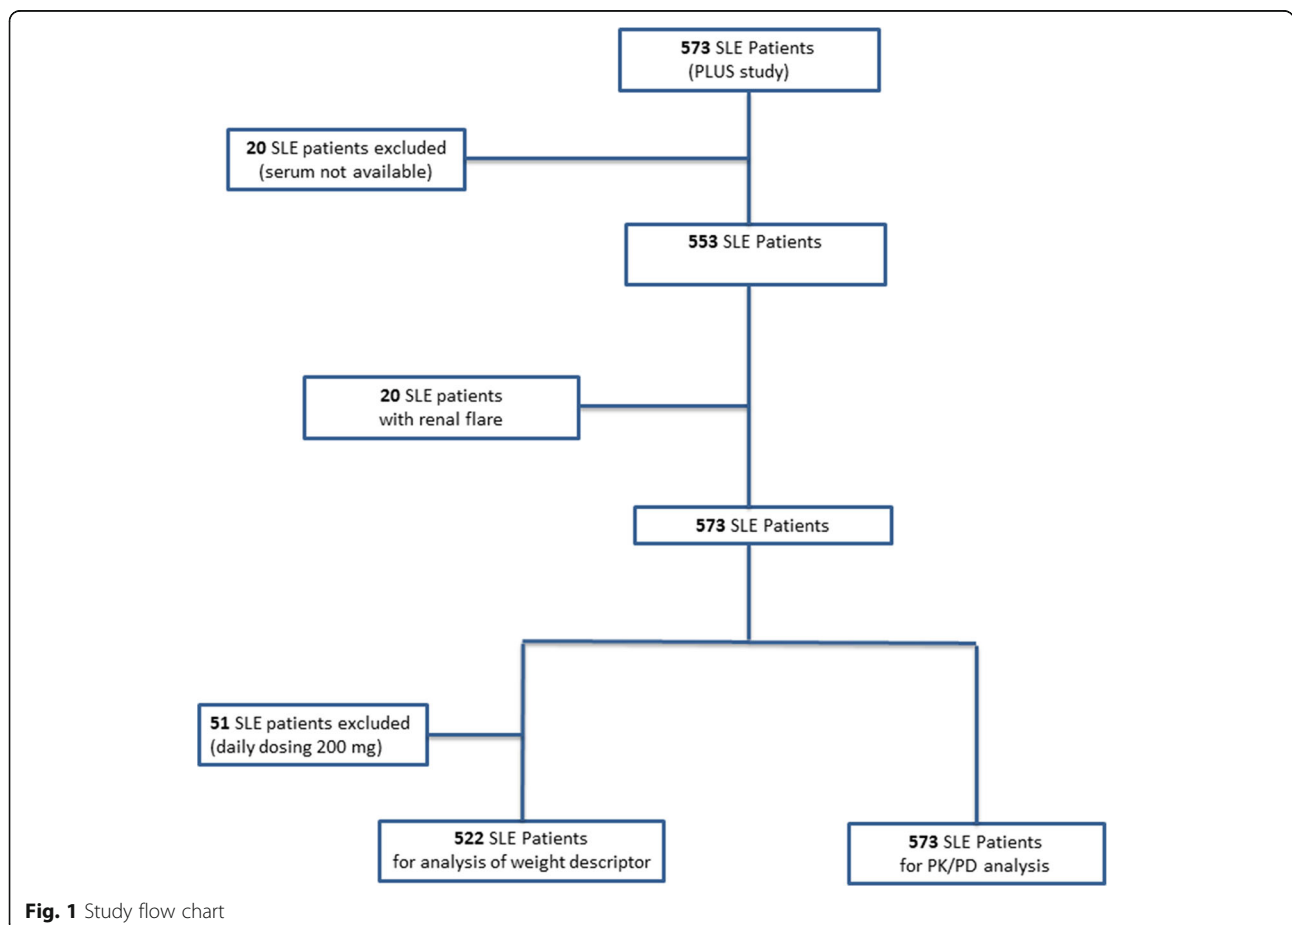 573 SLE Patients
(PLUS study)
20 SLE patients excluded
(serum not available)
553 SLE Patients
20 SLE patients
with renal flare
573 SLE Patients
51 SLE patients excluded
(daily dosing 200 mg)
522 SLE Patients
for analysis of weight descriptor
573 SLE Patients
for PK/PD analysis
Fig. 1 Study flow chart